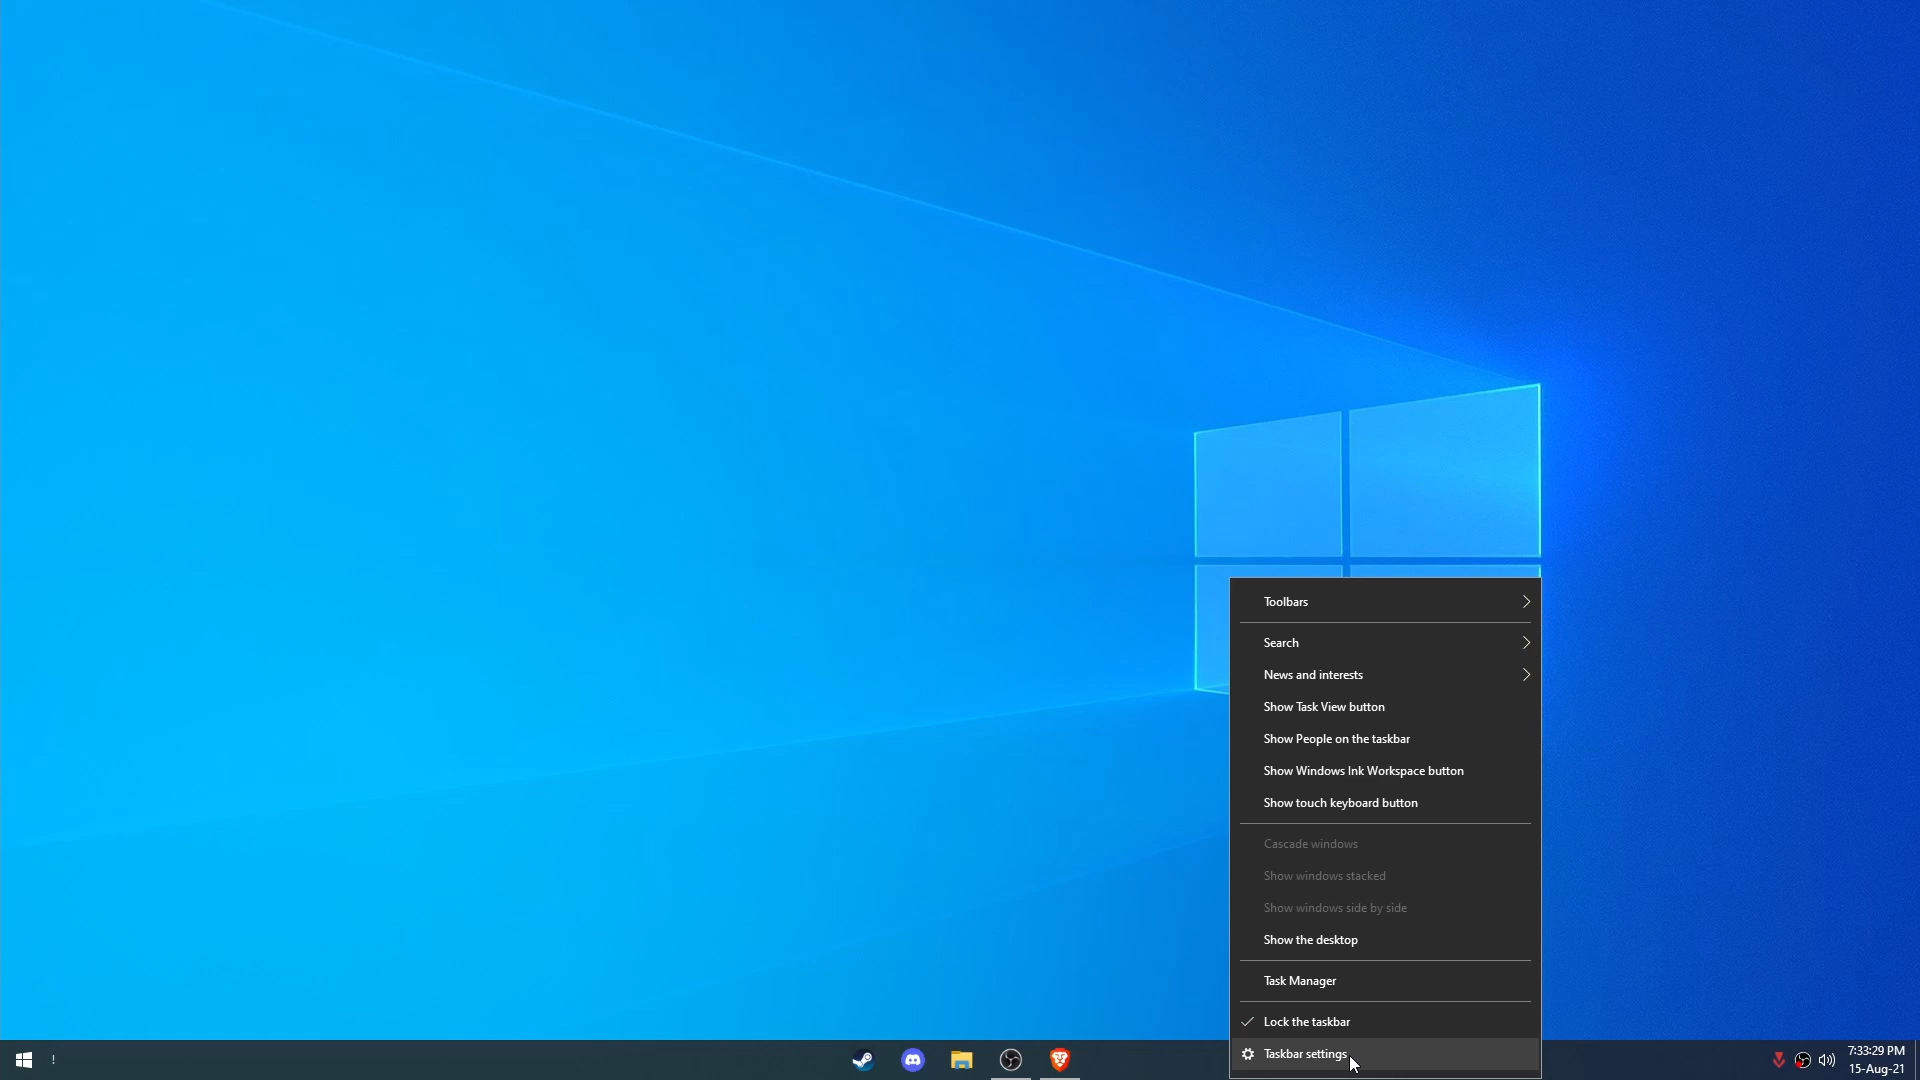 Toolbars
Search
News and interests
Show Task View button
Show People on the taskbar
Show Windows Ink Workspace button
Show touch keyboard button
Cascade windows
Show windows stacked
Show windows side by side
Show the desktop
Task Manager
Lock the taskbar
Taskbar settings
!
7:33:29 PM
15-Aug-21